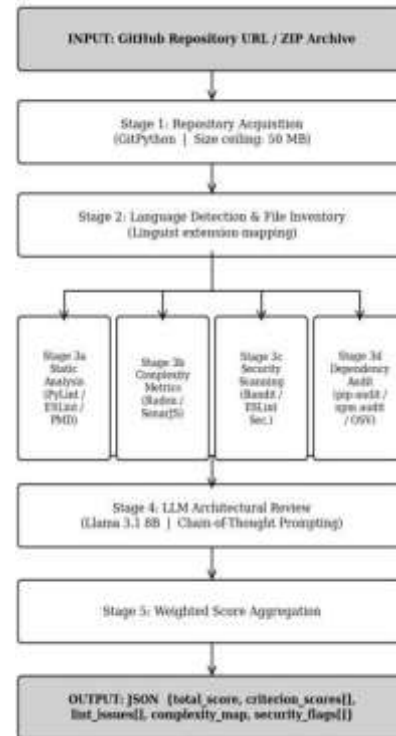 INPUT: GitHub Repository URL / ZIP Archive
Stage 1: Repository Acquisition
(GitPython | Size ceiling: 50 MB)
Stage 2: Language Detection & File Inventory
(Linguist extension mapping)
Stage 3a
Static
Analysis
(PyLint /
ESLint /
PMD)
Stage 3b
Complexity
Metrics
(Radon /
SonarJS)
Stage 3c
Security
Scanning
(Bandit /
ESLint
Sec.)
Stage 3d
Dependency
Audit
(pip-audit /
npm audit
/ OSV)
Stage 4: LLM Architectural Review
(Llama 3.1 8B | Chain-of-Thought Prompting)
Stage 5: Weighted Score Aggregation
OUTPUT: JSON {total_score, criterion_scores[],
lint_issues[], complexity_map, security_flags[]}